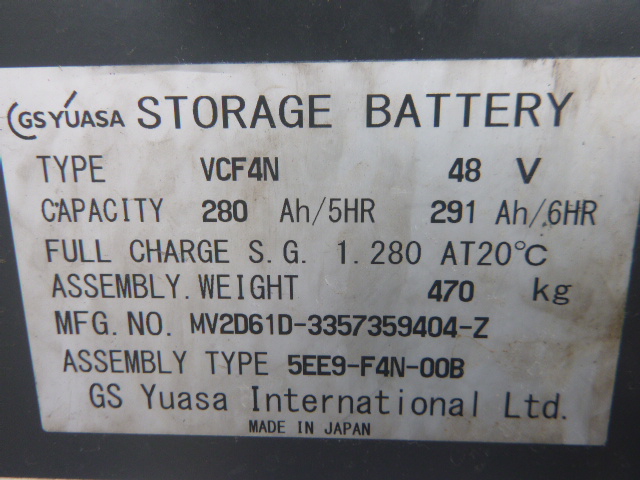 GS YUASA STORAGE BATTERY
TYPE VCF4N 48 V
CAPACITY 280 Ah/5HR 291 Ah/6HR
FULL CHARGE S.G. 1.280 AT20℃
ASSEMBLY.WEIGHT 470 kg
MFG.NO. MV2D61D-3357359404-Z
ASSEMBLY TYPE 5EE9-F4N-00B
GS Yuasa International Ltd.
MADE IN JAPAN